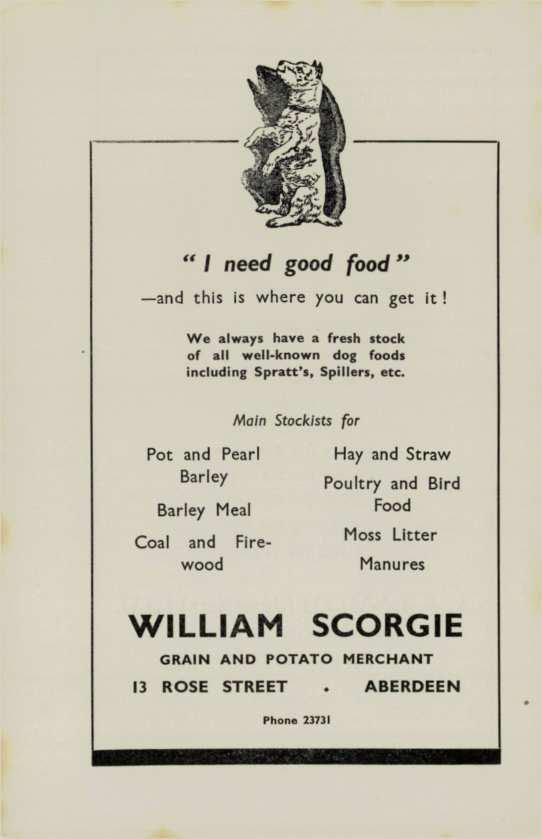 " I need good food "
—and this is where you can get it !
We always have a fresh stock
of all well-known dog foods
including Spratt's, Spillers, etc.
Main Stockists for
Pot and Pearl
Barley
Barley Meal
Coal and Fire-
wood
Hay and Straw
Poultry and Bird
Food
Moss Litter
Manures
WILLIAM SCORGIE
GRAIN AND POTATO MERCHANT
13 ROSE STREET . ABERDEEN
Phone 23731